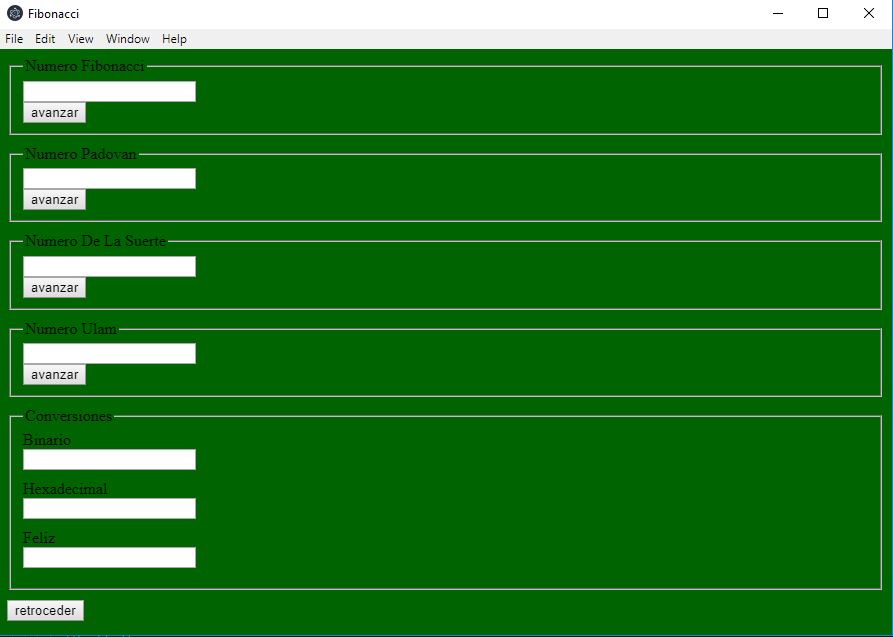 Fibonacci
File Edit View Window Help
Numero Fibonacci
avanzar
Numero Padovan
avanzar
Numero De La Suerte
avanzar
Numero Ulam
avanzar
Conversiones
Binario
Hexadecimal
Feliz
retroceder